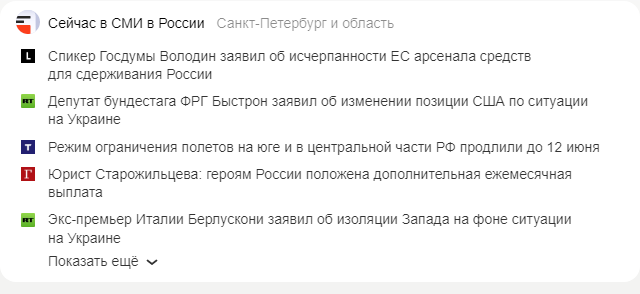 Сейчас в СМИ в России Санкт-Петербург и область
L Спикер Госдумы Володин заявил об исчерпанности ЕС арсенала средств
для сдерживания России
RT Депутат бундестага ФРГ Быстрон заявил об изменении позиции США по ситуации
на Украине
T Режим ограничения полетов на юге и в центральной части РФ продлили до 12 июня
Г Юрист Старожильцева: героям России положена дополнительная ежемесячная
выплата
RT Экс-премьер Италии Берлускони заявил об изоляции Запада на фоне ситуации
на Украине
Показать ещё